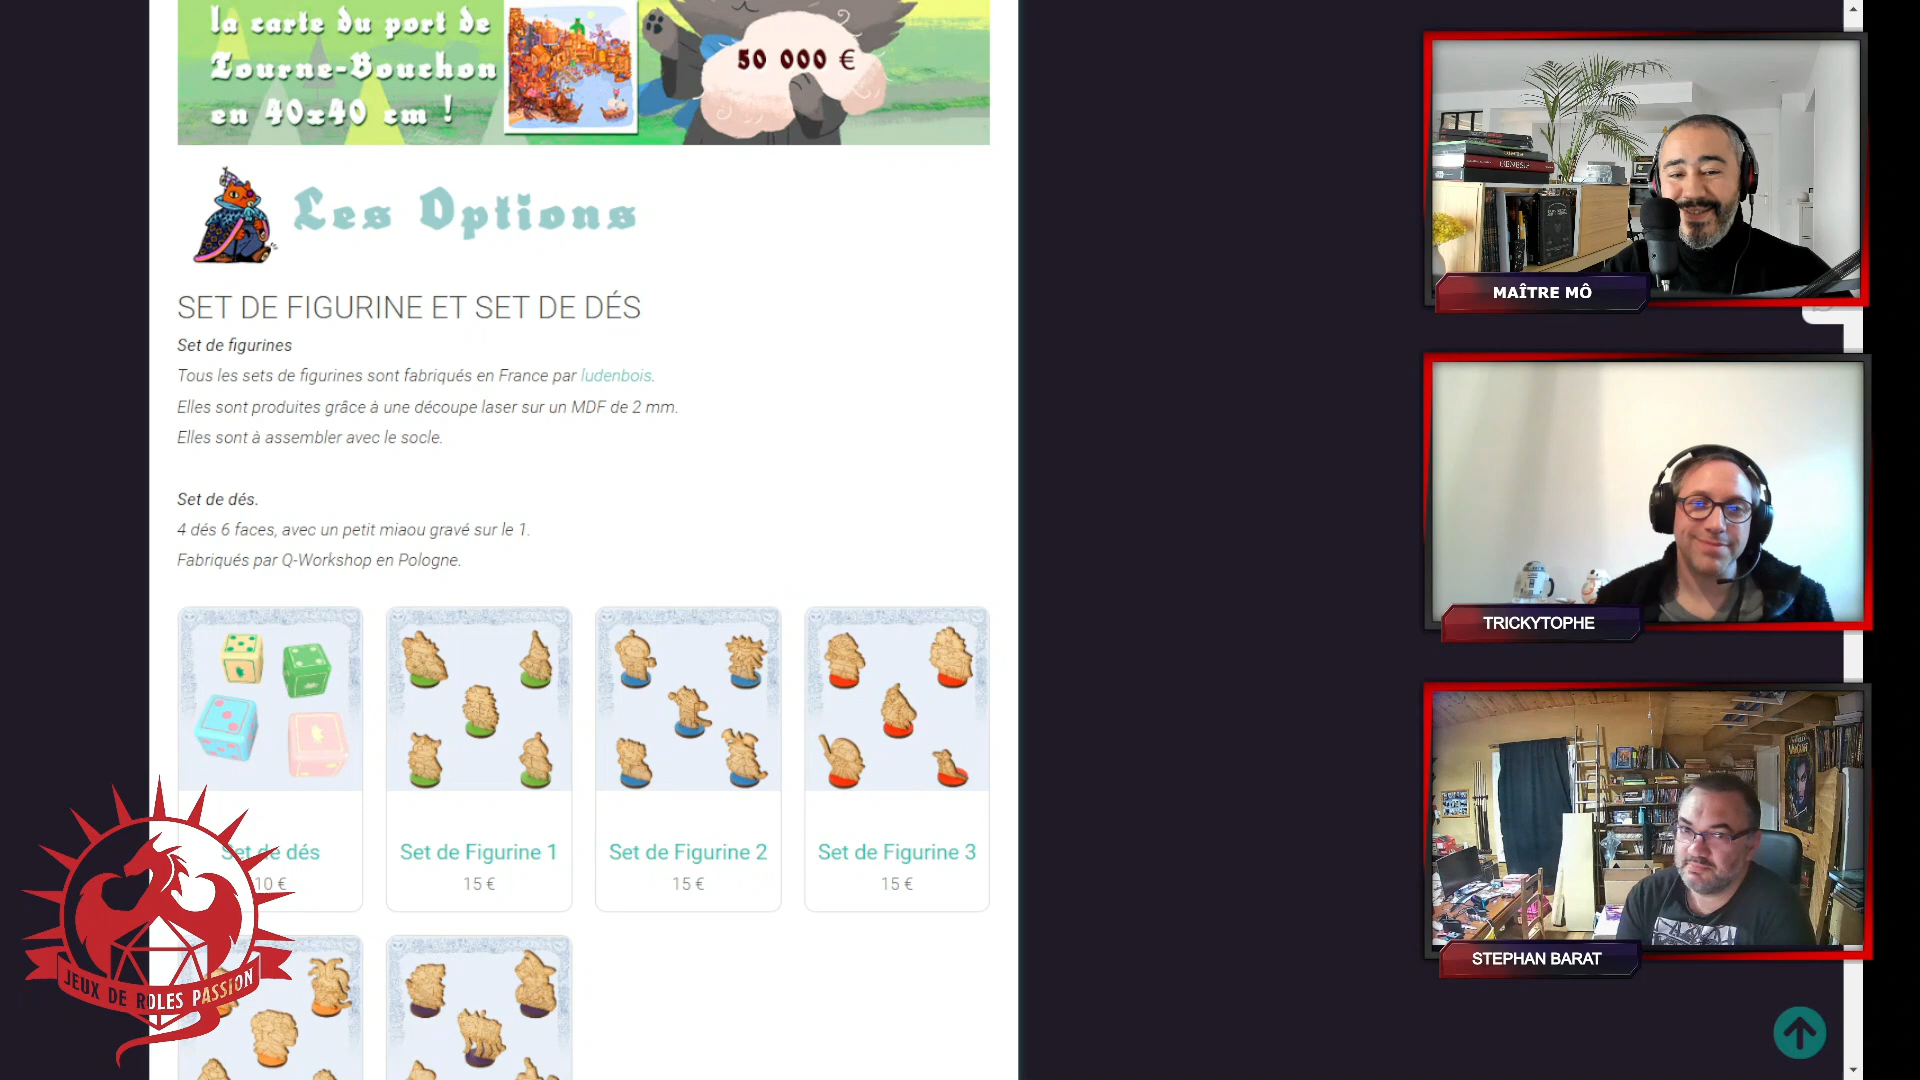 la carte du port de
Tourne-Bouchon
en 40x40 cm !
50 000 €
Les Options
SET DE FIGURINE ET SET DE DÉS
Set de figurines
Tous les sets de figurines sont fabriqués en France par ludenbois.
Elles sont produites grâce à une découpe laser sur un MDF de 2 mm.
Elles sont à assembler avec le socle.
Set de dés.
4 dés 6 faces, avec un petit miaou gravé sur le 1.
Fabriqués par Q-Workshop en Pologne.
Set de dés
10 €
Set de Figurine 1
15 €
Set de Figurine 2
15 €
Set de Figurine 3
15 €
JEUX DE ROLES PASSION
GENESIS
MAÎTRE MÔ
TRICKYTOPHE
STEPHAN BARAT